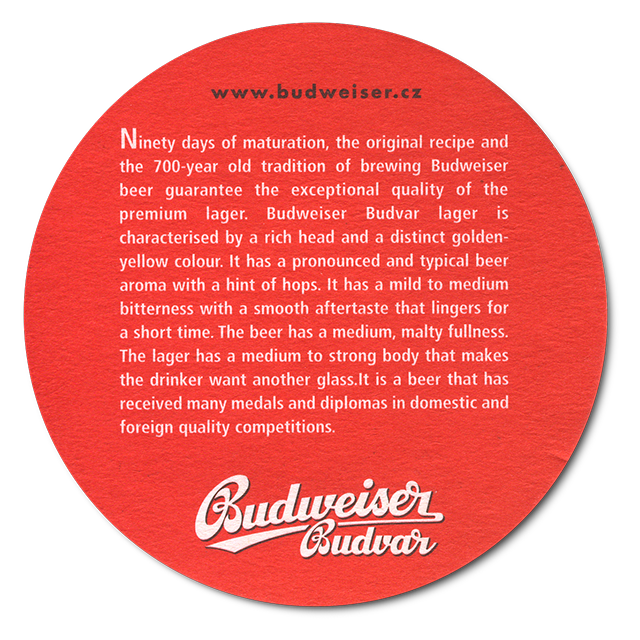 www.budweiser.cz
Ninety days of maturation, the original recipe and
the 700-year old tradition of brewing Budweiser
beer guarantee the exceptional quality of the
premium lager. Budweiser Budvar lager is
characterised by a rich head and a distinct golden-
yellow colour. It has a pronounced and typical beer
aroma with a hint of hops. It has a mild to medium
bitterness with a smooth aftertaste that lingers for
a short time. The beer has a medium, malty fullness.
The lager has a medium to strong body that makes
the drinker want another glass.It is a beer that has
received many medals and diplomas in domestic and
foreign quality competitions.
Budweiser
Budvar